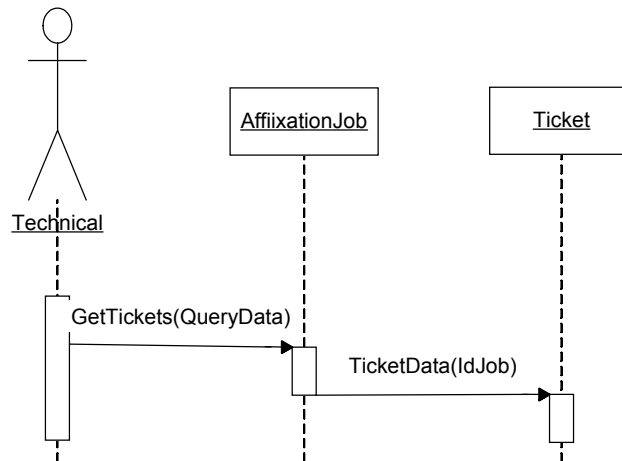 AffiixationJob
Ticket
Technical
GetTickets(QueryData)
TicketData(IdJob)